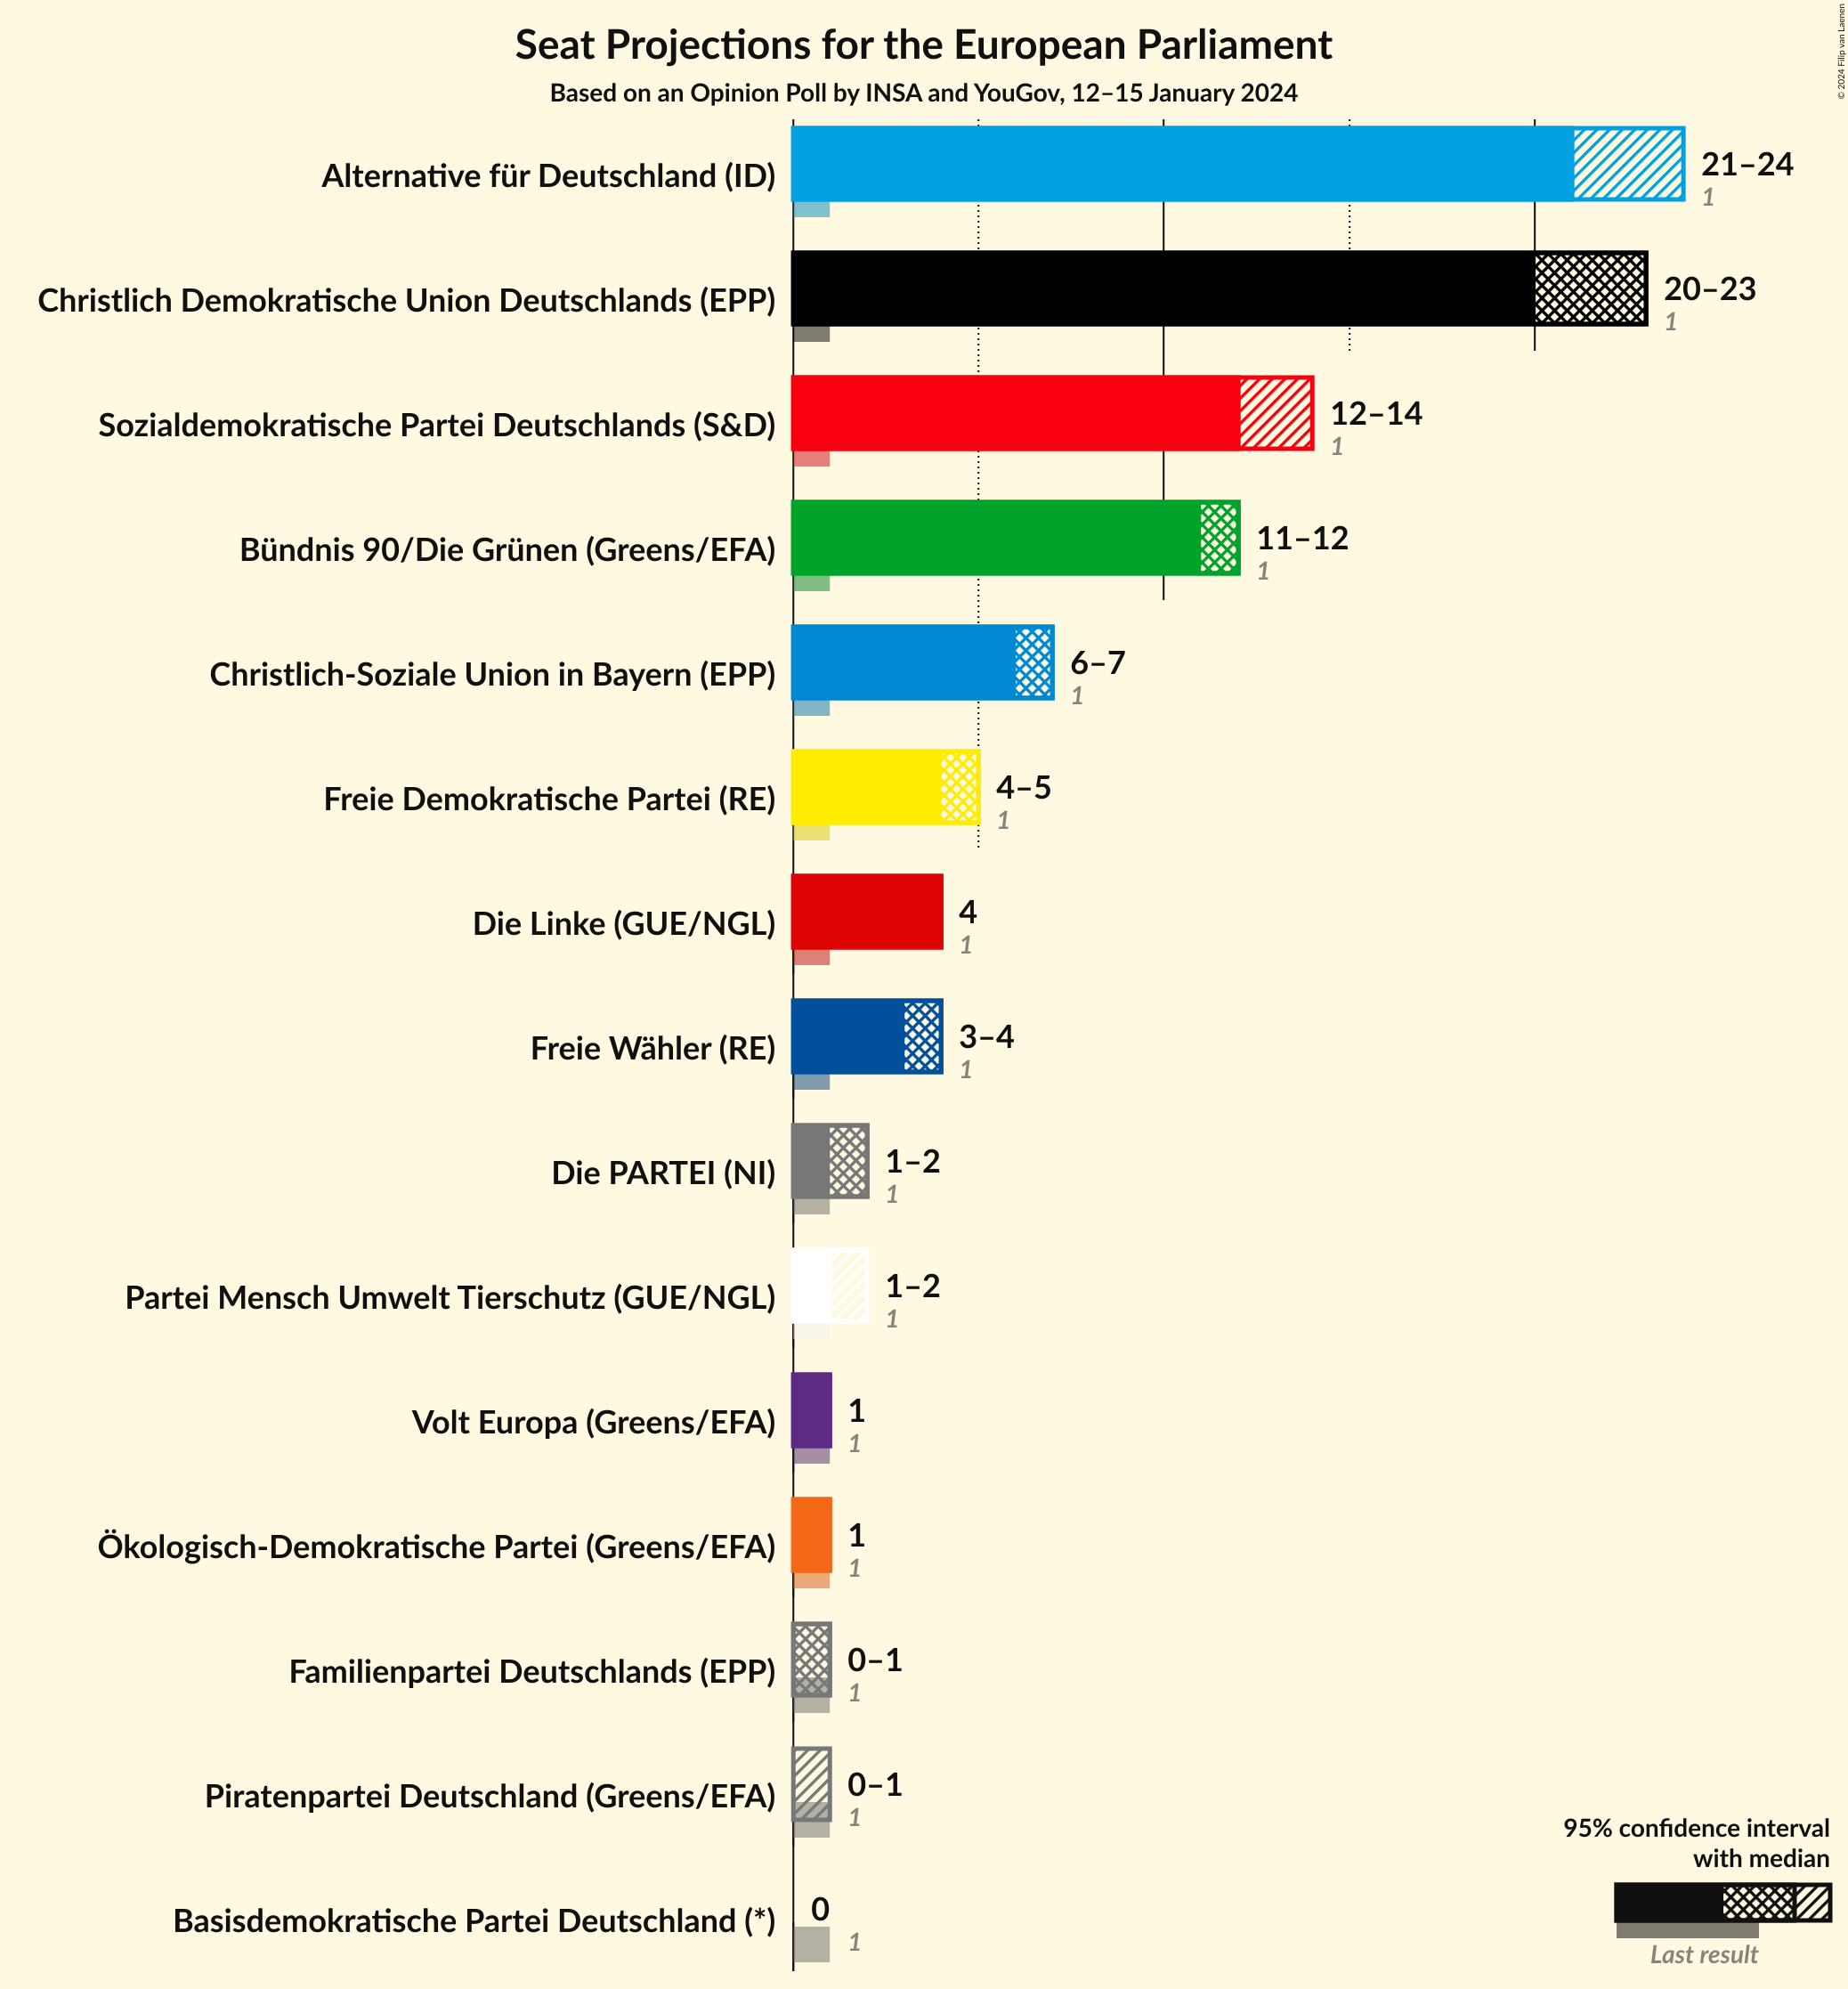 Seat Projections for the European Parliament
Based on an Opinion Poll by INSA and YouGov, 12–15 January 2024
© 2024 Filip van Laenen
Alternative für Deutschland (ID)
21–24
1
Christlich Demokratische Union Deutschlands (EPP)
20–23
1
Sozialdemokratische Partei Deutschlands (S&D)
12–14
1
Bündnis 90/Die Grünen (Greens/EFA)
11–12
1
Christlich-Soziale Union in Bayern (EPP)
6–7
1
Freie Demokratische Partei (RE)
4–5
1
Die Linke (GUE/NGL)
4
1
Freie Wähler (RE)
3–4
1
Die PARTEI (NI)
1–2
1
Partei Mensch Umwelt Tierschutz (GUE/NGL)
1–2
1
Volt Europa (Greens/EFA)
1
1
Ökologisch-Demokratische Partei (Greens/EFA)
1
1
Familienpartei Deutschlands (EPP)
0–1
1
Piratenpartei Deutschland (Greens/EFA)
0–1
1
Basisdemokratische Partei Deutschland (*)
0
1
95% confidence interval
with median
Last result